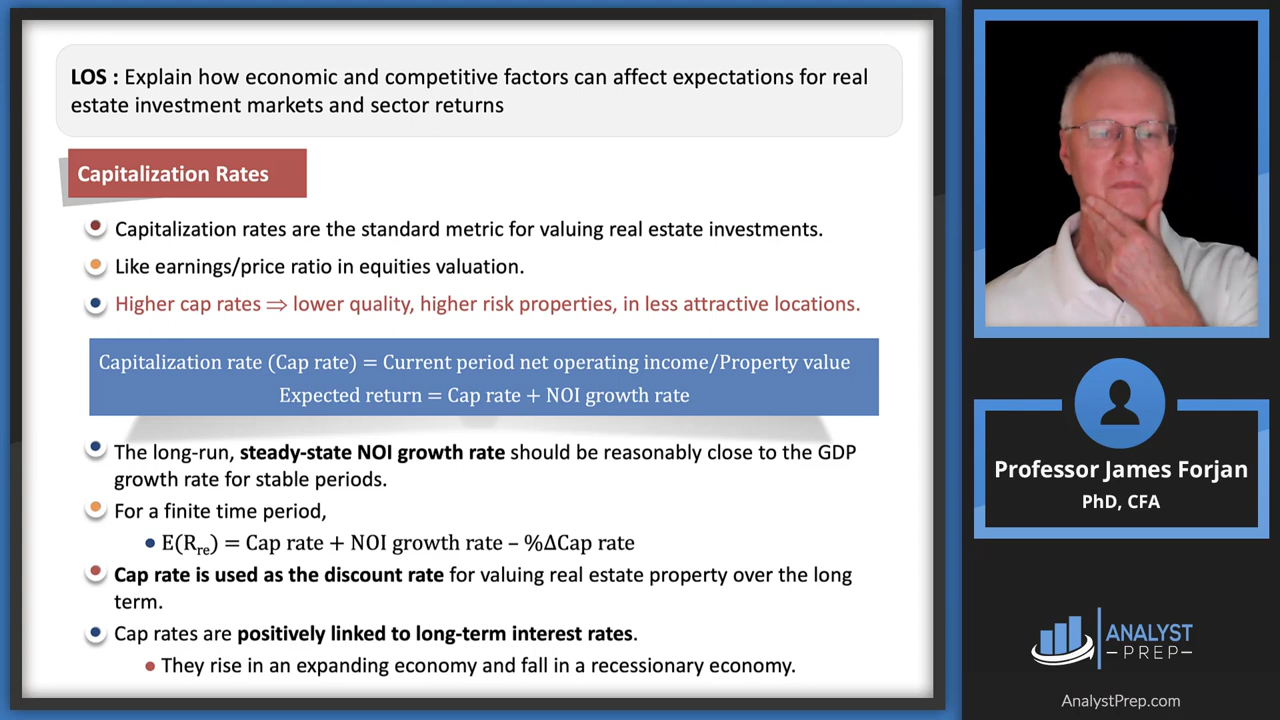 LOS : Explain how economic and competitive factors can affect expectations for real
estate investment markets and sector returns
Capitalization Rates
Capitalization rates are the standard metric for valuing real estate investments.
Like earnings/price ratio in equities valuation.
Higher cap rates ⇒ lower quality, higher risk properties, in less attractive locations.
Capitalization rate (Cap rate) = Current period net operating income/Property value
Expected return = Cap rate + NOI growth rate
The long-run, steady-state NOI growth rate should be reasonably close to the GDP
growth rate for stable periods.
For a finite time period,
E(Rre) = Cap rate + NOI growth rate – %ΔCap rate
Cap rate is used as the discount rate for valuing real estate property over the long
term.
Cap rates are positively linked to long-term interest rates.
They rise in an expanding economy and fall in a recessionary economy.
Professor James Forjan
PhD, CFA
ANALYST
—PREP—
AnalystPrep.com